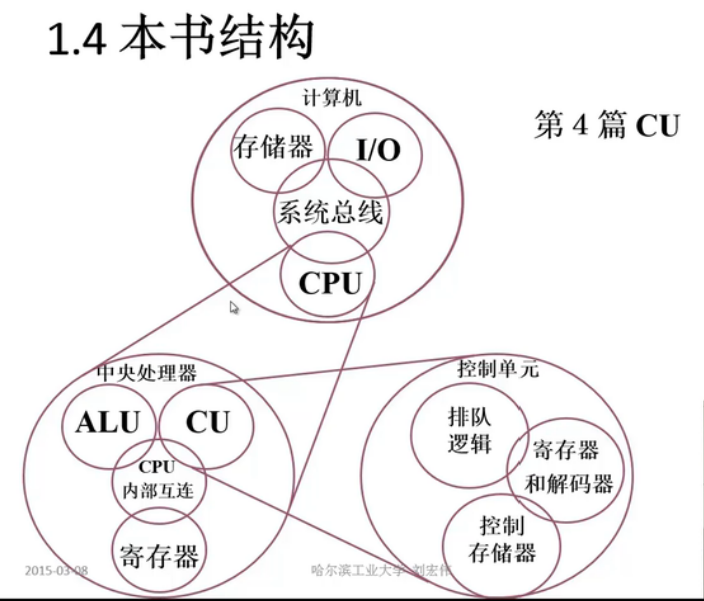 1.4 本书结构
计算机
第 4 篇 CU
存储器
I/O
系统总线
CPU
中央处理器
ALU
CU
CPU
内部互连
寄存器
控制单元
排队
逻辑
寄存器
和解码器
控制
存储器
2015-03-08
哈尔滨工业大学 刘宏伟